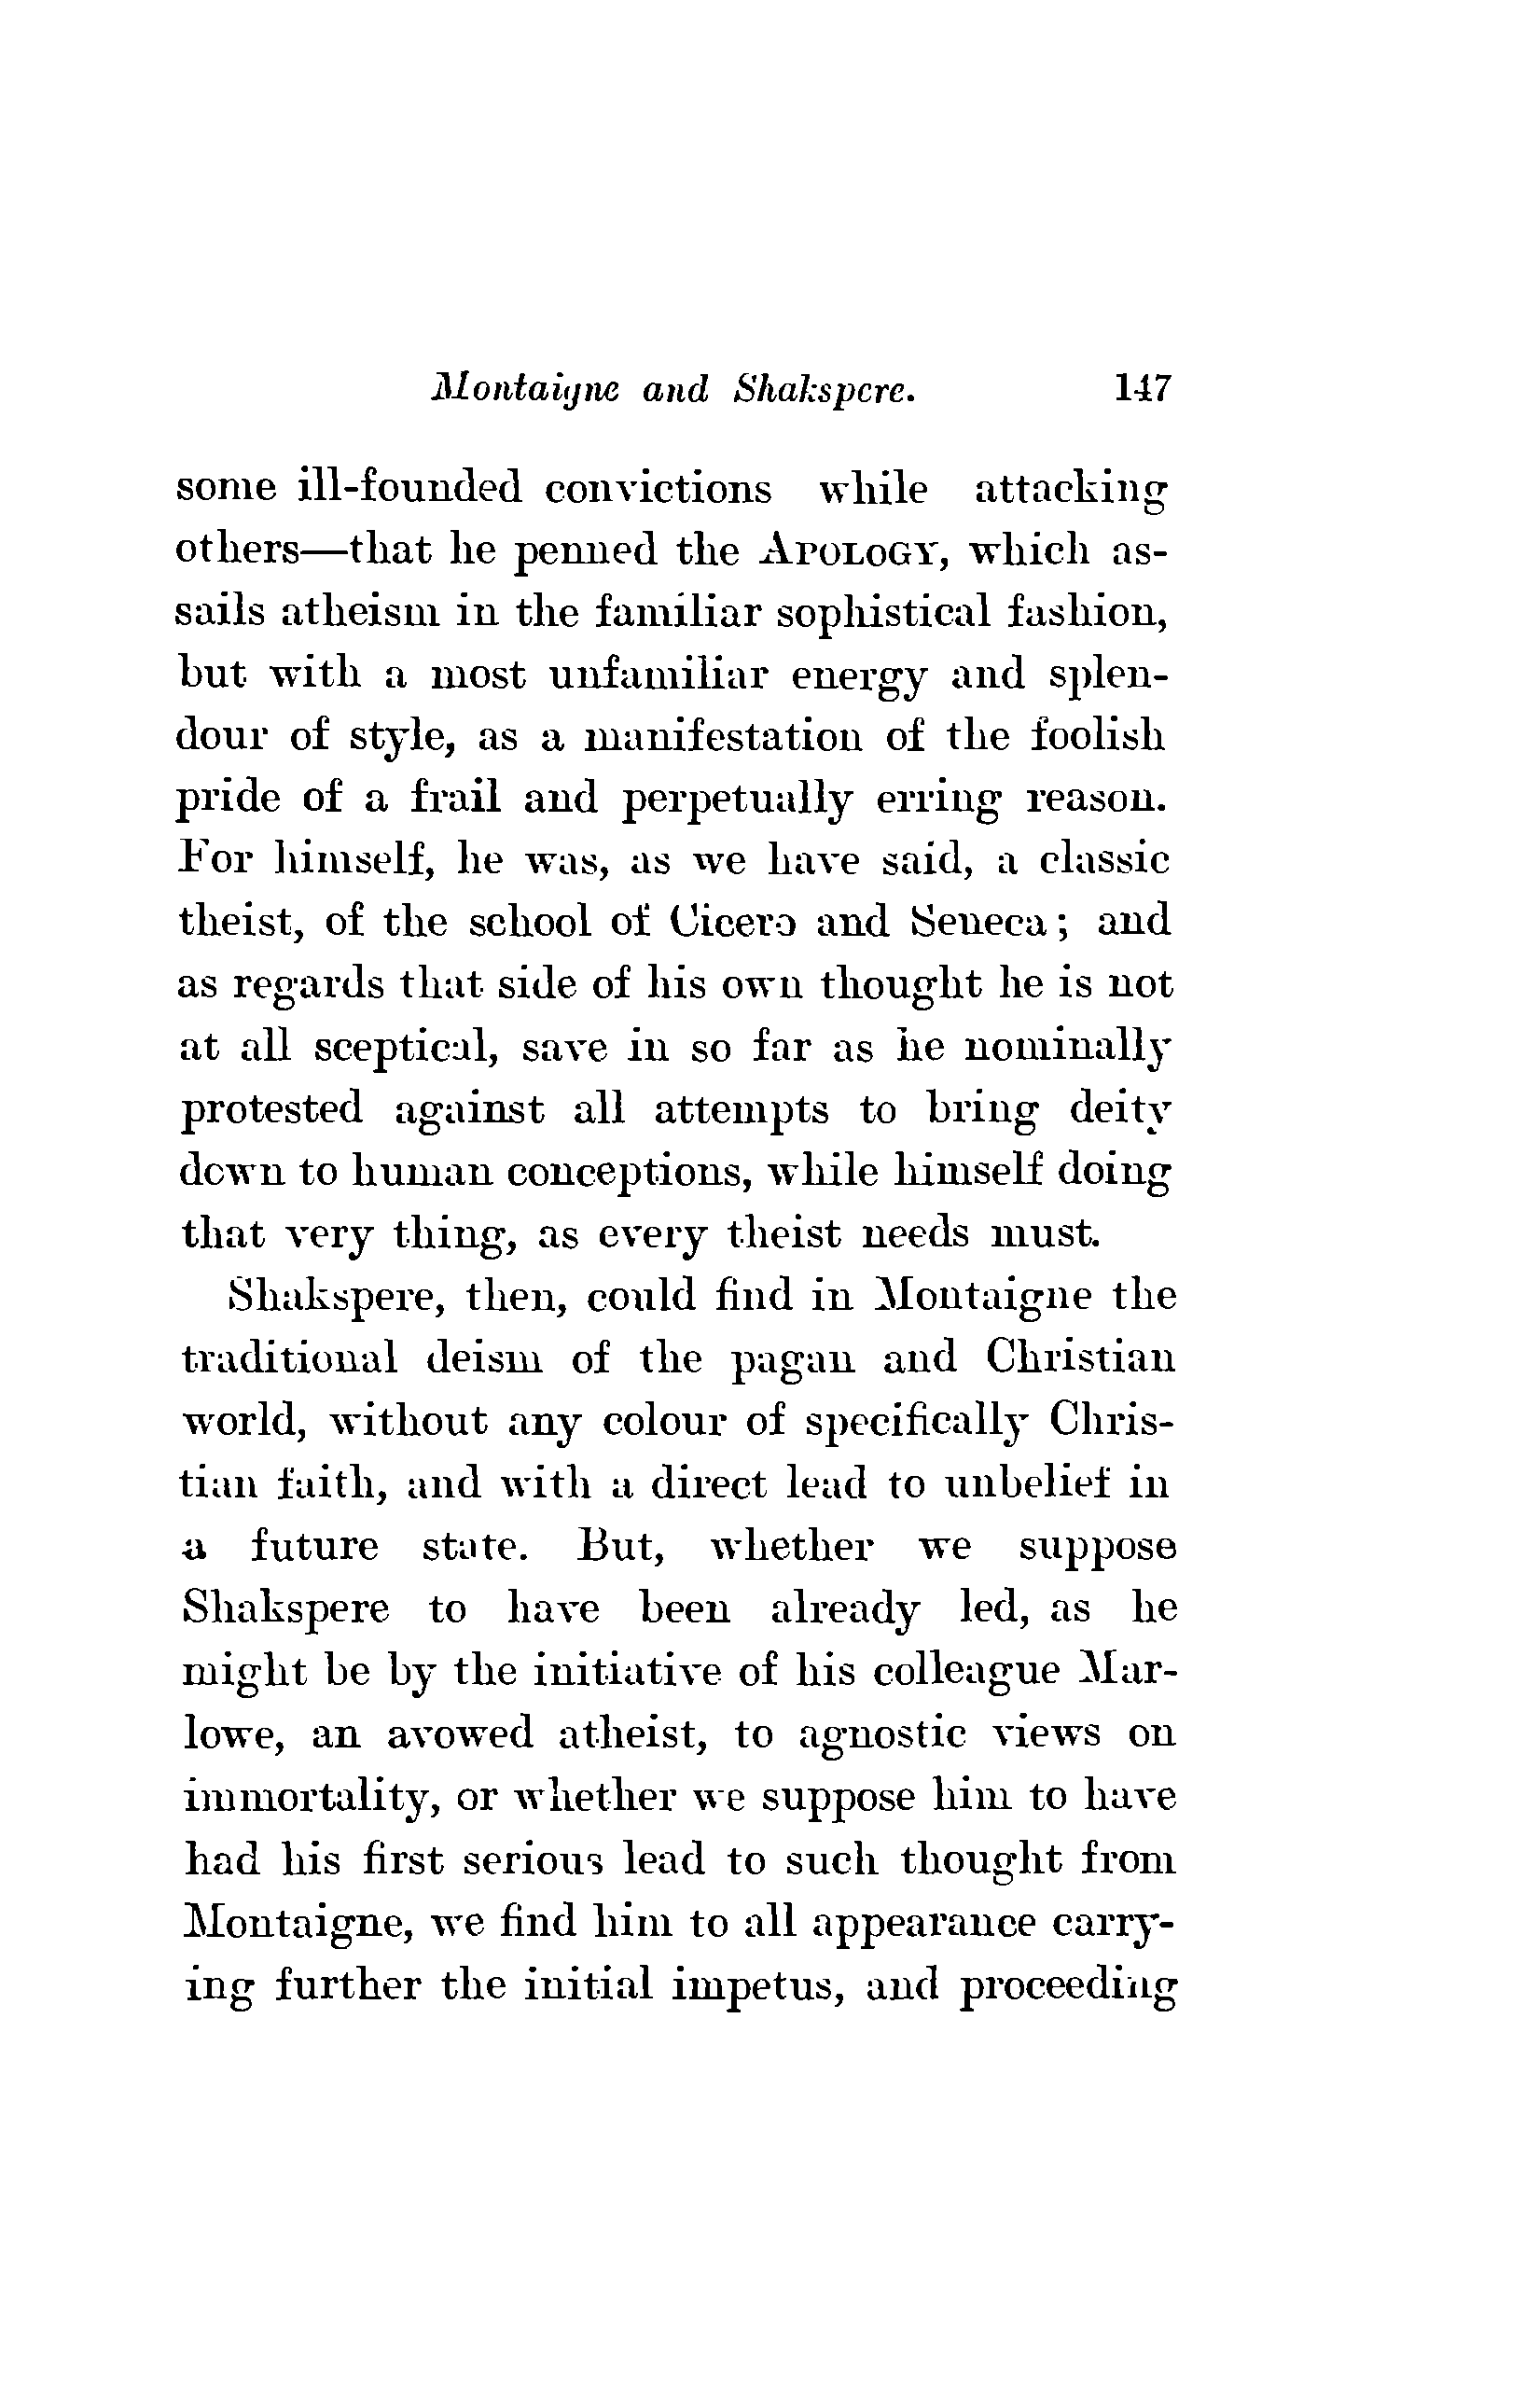 Montaigne and Shakspere. 147
some ill-founded convictions while attacking
others—that he penned the Apology, which as-
sails atheism in the familiar sophistical fashion,
but with a most unfamiliar energy and splen-
dour of style, as a manifestation of the foolish
pride of a frail and perpetually erring reason.
For himself, he was, as we have said, a classic
theist, of the school of Cicero and Seneca; and
as regards that side of his own thought he is not
at all sceptical, save in so far as he nominally
protested against all attempts to bring deity
down to human conceptions, while himself doing
that very thing, as every theist needs must.
Shakspere, then, could find in Montaigne the
traditional deism of the pagan and Christian
world, without any colour of specifically Chris-
tian faith, and with a direct lead to unbelief in
a future state. But, whether we suppose
Shakspere to have been already led, as he
might be by the initiative of his colleague Mar-
lowe, an avowed atheist, to agnostic views on
immortality, or whether we suppose him to have
had his first serious lead to such thought from
Montaigne, we find him to all appearance carry-
ing further the initial impetus, and proceeding